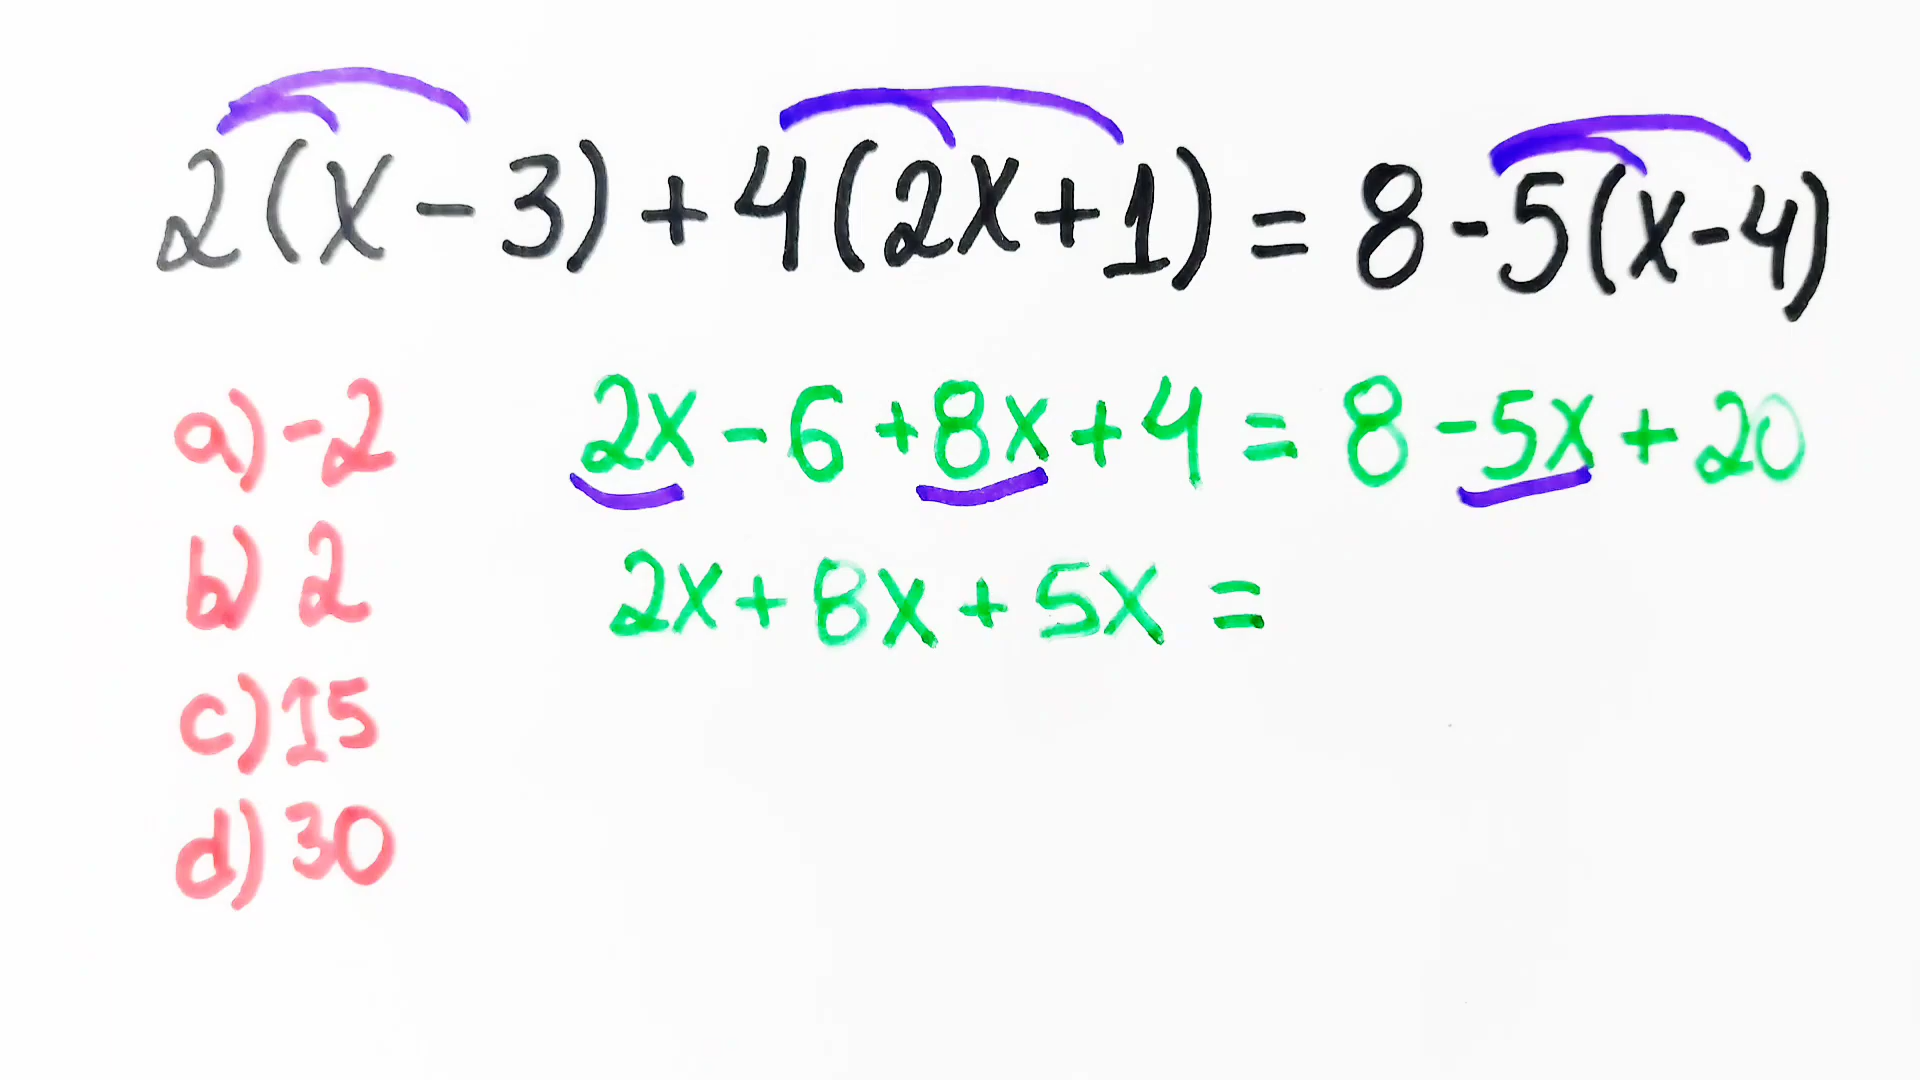 2(x-3)+4(2x+1)=8-5(x-4)
a)-2
2x-6+8x+4=8-5x+20
b) 2
2x+8x+5x=
c)15
d)30